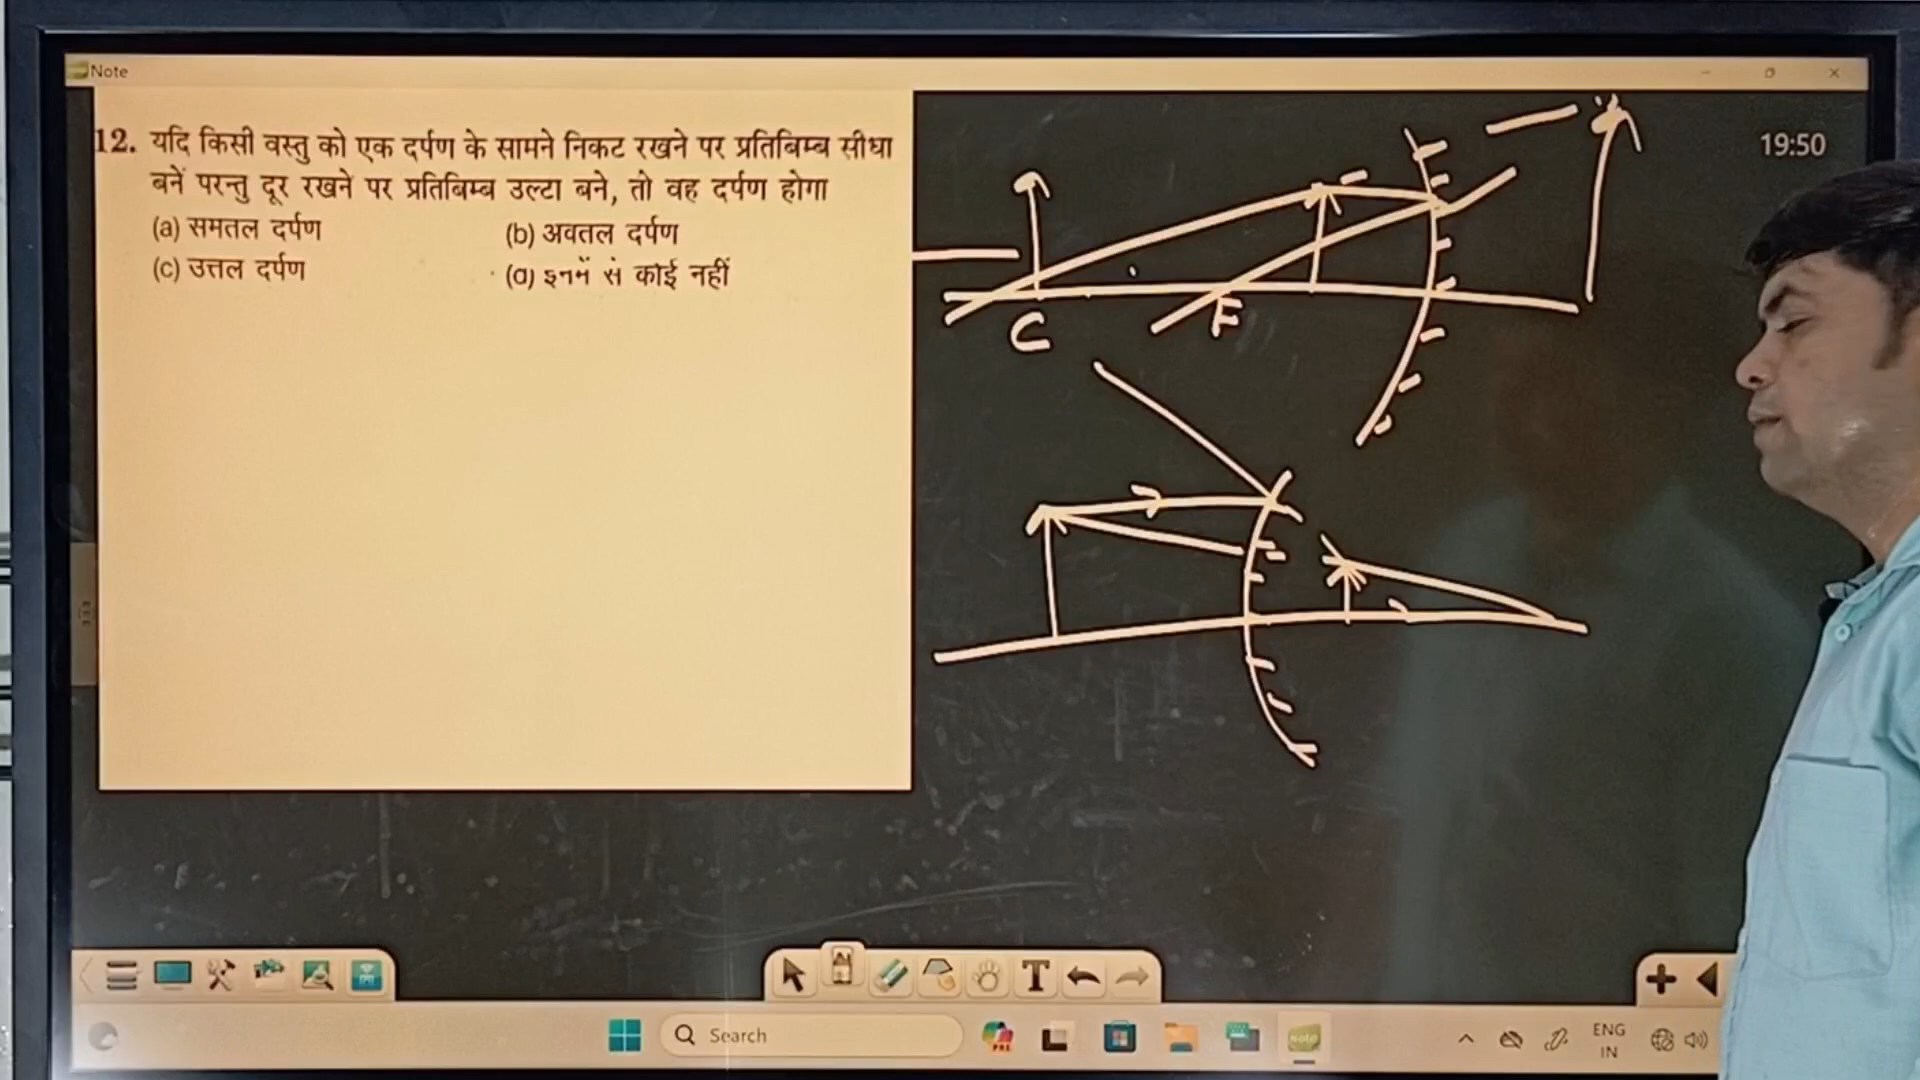 Note
12. यदि किसी वस्तु को एक दर्पण के सामने निकट रखने पर प्रतिबिम्ब सीधा
बनें परन्तु दूर रखने पर प्रतिबिम्ब उल्टा बने, तो वह दर्पण होगा
(a) समतल दर्पण (b) अवतल दर्पण
(c) उत्तल दर्पण (d) इनमें से कोई नहीं
19:50
C F
T
Search
ENG
IN